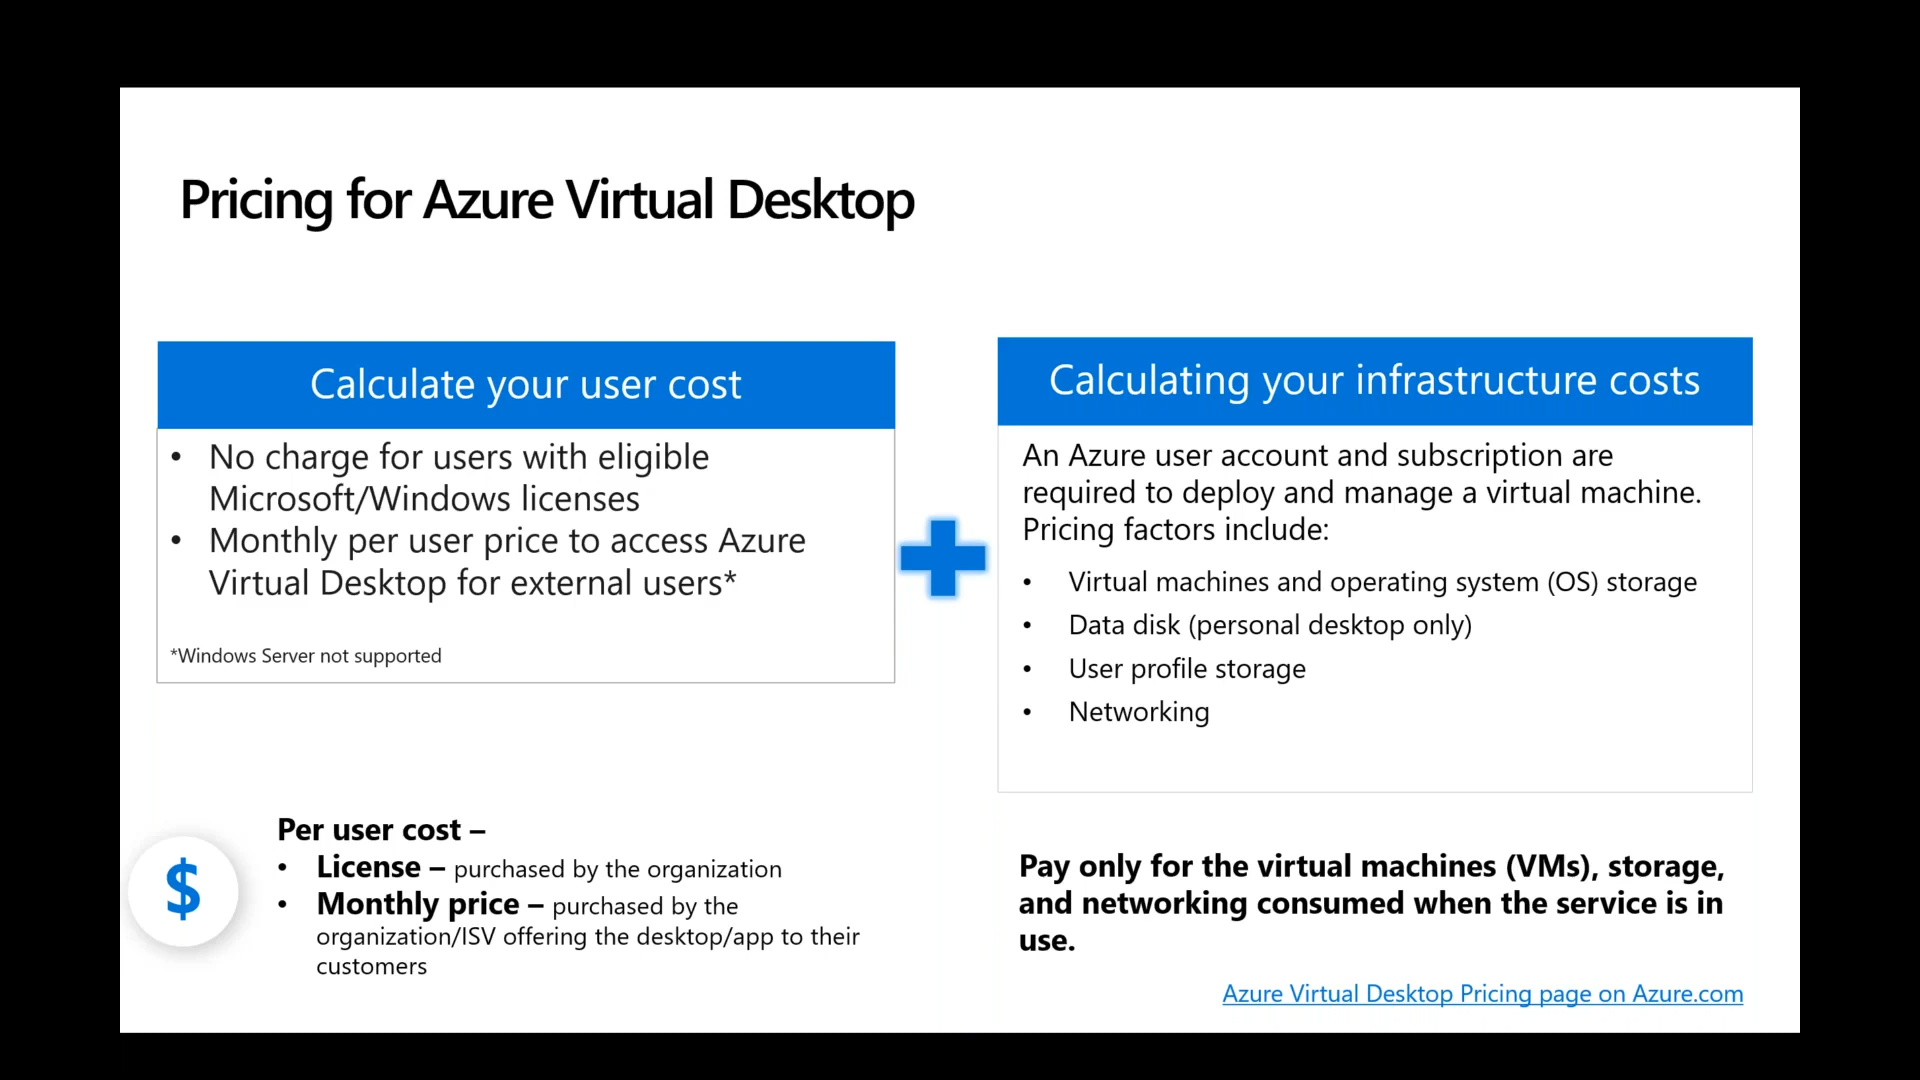 Pricing for Azure Virtual Desktop
Calculate your user cost
• No charge for users with eligible
Microsoft/Windows licenses
• Monthly per user price to access Azure
Virtual Desktop for external users*
*Windows Server not supported
Calculating your infrastructure costs
An Azure user account and subscription are
required to deploy and manage a virtual machine.
Pricing factors include:
• Virtual machines and operating system (OS) storage
• Data disk (personal desktop only)
• User profile storage
• Networking
$
Per user cost –
• License – purchased by the organization
• Monthly price – purchased by the
organization/ISV offering the desktop/app to their
customers
Pay only for the virtual machines (VMs), storage,
and networking consumed when the service is in
use.
Azure Virtual Desktop Pricing page on Azure.com